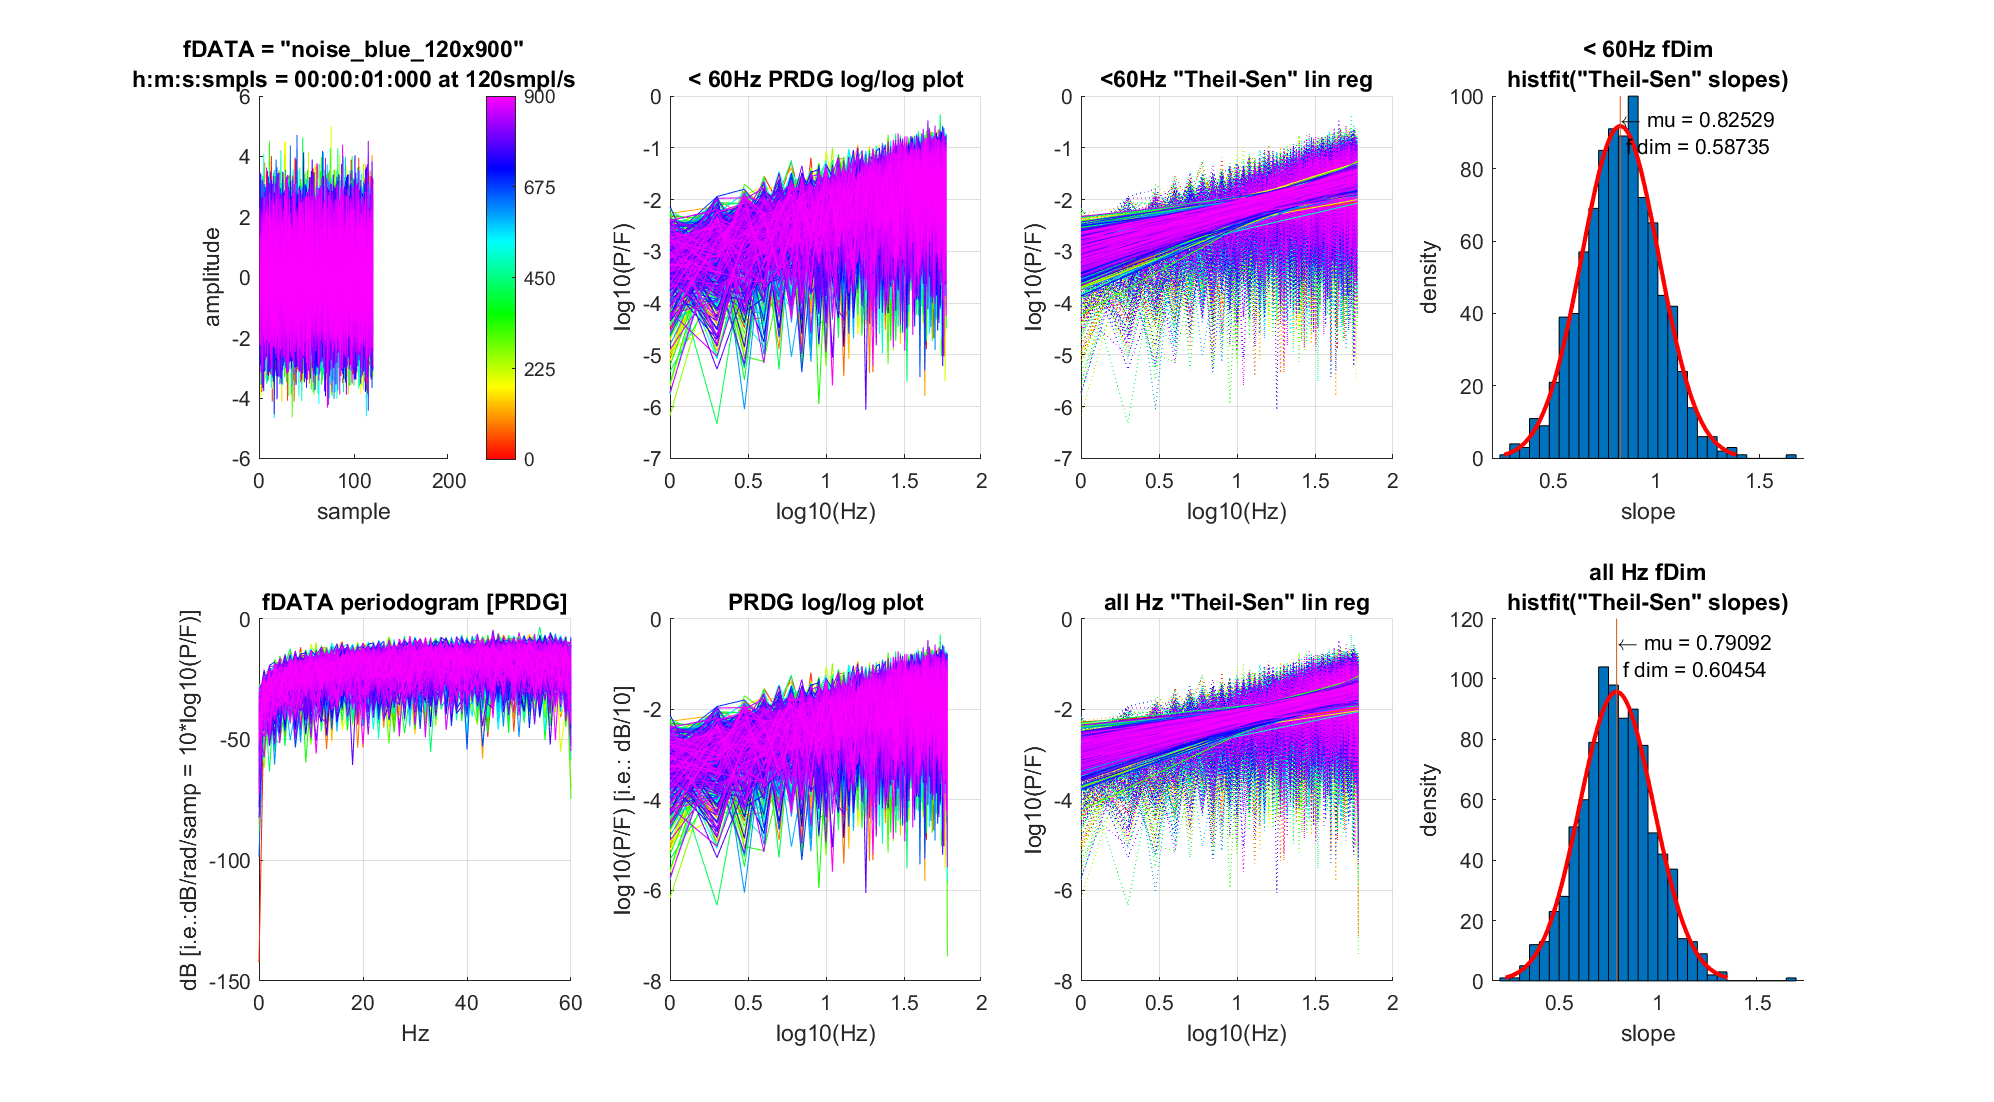 fDATA = "noise_blue_120x900"
h:m:s:smpls = 00:00:01:000 at 120smpl/s
6
4
2
0
-2
-4
-6
amplitude
0
100
200
sample
900
675
450
225
0
< 60Hz PRDG log/log plot
0
-1
-2
-3
-4
-5
-6
-7
log10(P/F)
0
0.5
1
1.5
2
log10(Hz)
<60Hz "Theil-Sen" lin reg
0
-1
-2
-3
-4
-5
-6
-7
log10(P/F)
0
0.5
1
1.5
2
log10(Hz)
< 60Hz fDim
histfit("Theil-Sen" slopes)
← mu = 0.82529
f dim = 0.58735
100
80
60
40
20
0
density
0.5
1
1.5
slope
fDATA periodogram [PRDG]
0
-50
-100
-150
dB [i.e.:dB/rad/samp = 10*log10(P/F)]
0
20
40
60
Hz
PRDG log/log plot
0
-2
-4
-6
-8
log10(P/F) [i.e.: dB/10]
0
0.5
1
1.5
2
log10(Hz)
all Hz "Theil-Sen" lin reg
0
-2
-4
-6
-8
log10(P/F)
0
0.5
1
1.5
2
log10(Hz)
all Hz fDim
histfit("Theil-Sen" slopes)
← mu = 0.79092
f dim = 0.60454
120
100
80
60
40
20
0
density
0.5
1
1.5
slope